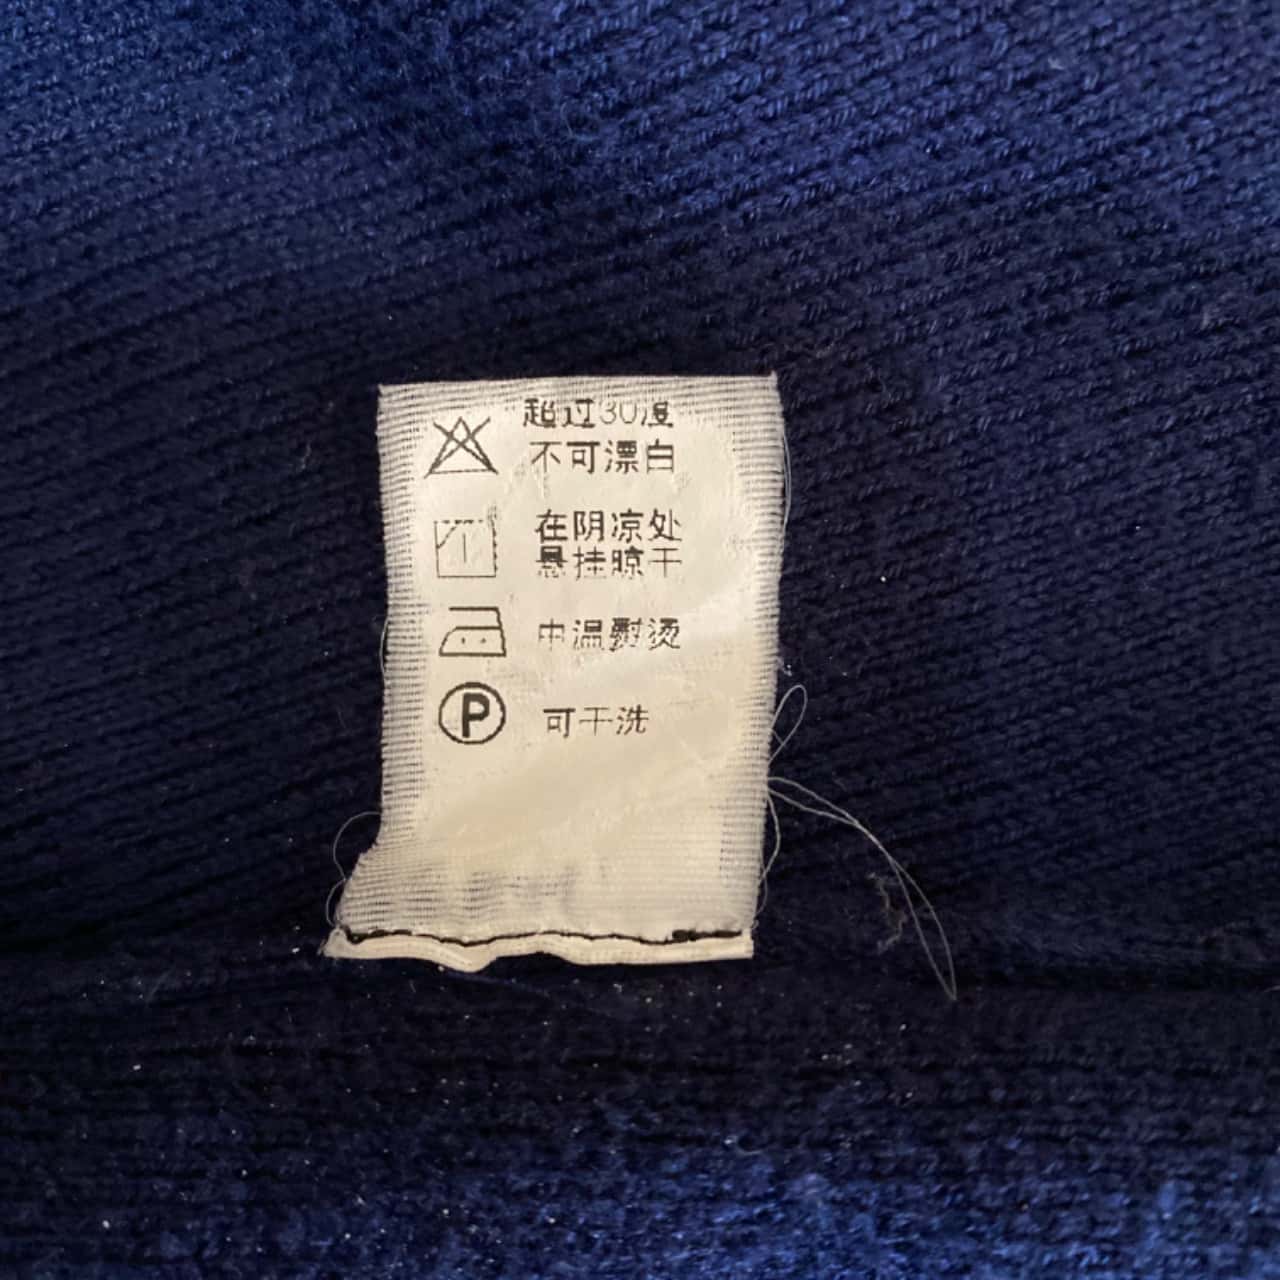 超过30度
不可漂白
在阴凉处
悬挂晾干
中温熨烫
P 可干洗